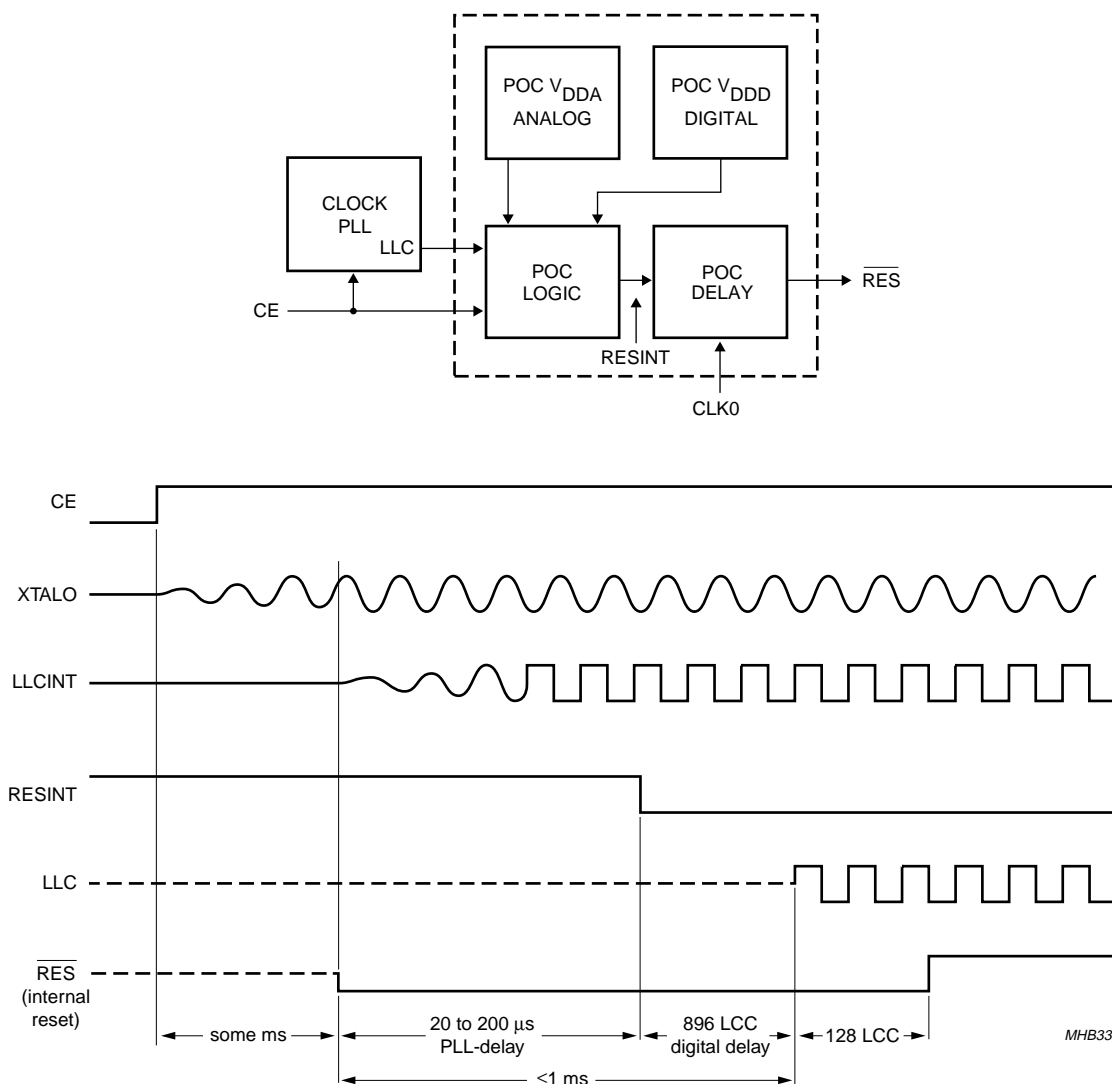 POC VDDA
ANALOG
POC VDDD
DIGITAL
CLOCK
PLL
LLC
CE
POC
LOGIC
POC
DELAY
RES
RESINT
CLK0
CE
XTALO
LLCINT
RESINT
LLC
RES
(internal
reset)
some ms
20 to 200 μs
PLL-delay
896 LCC
digital delay
128 LCC
<1 ms
MHB33